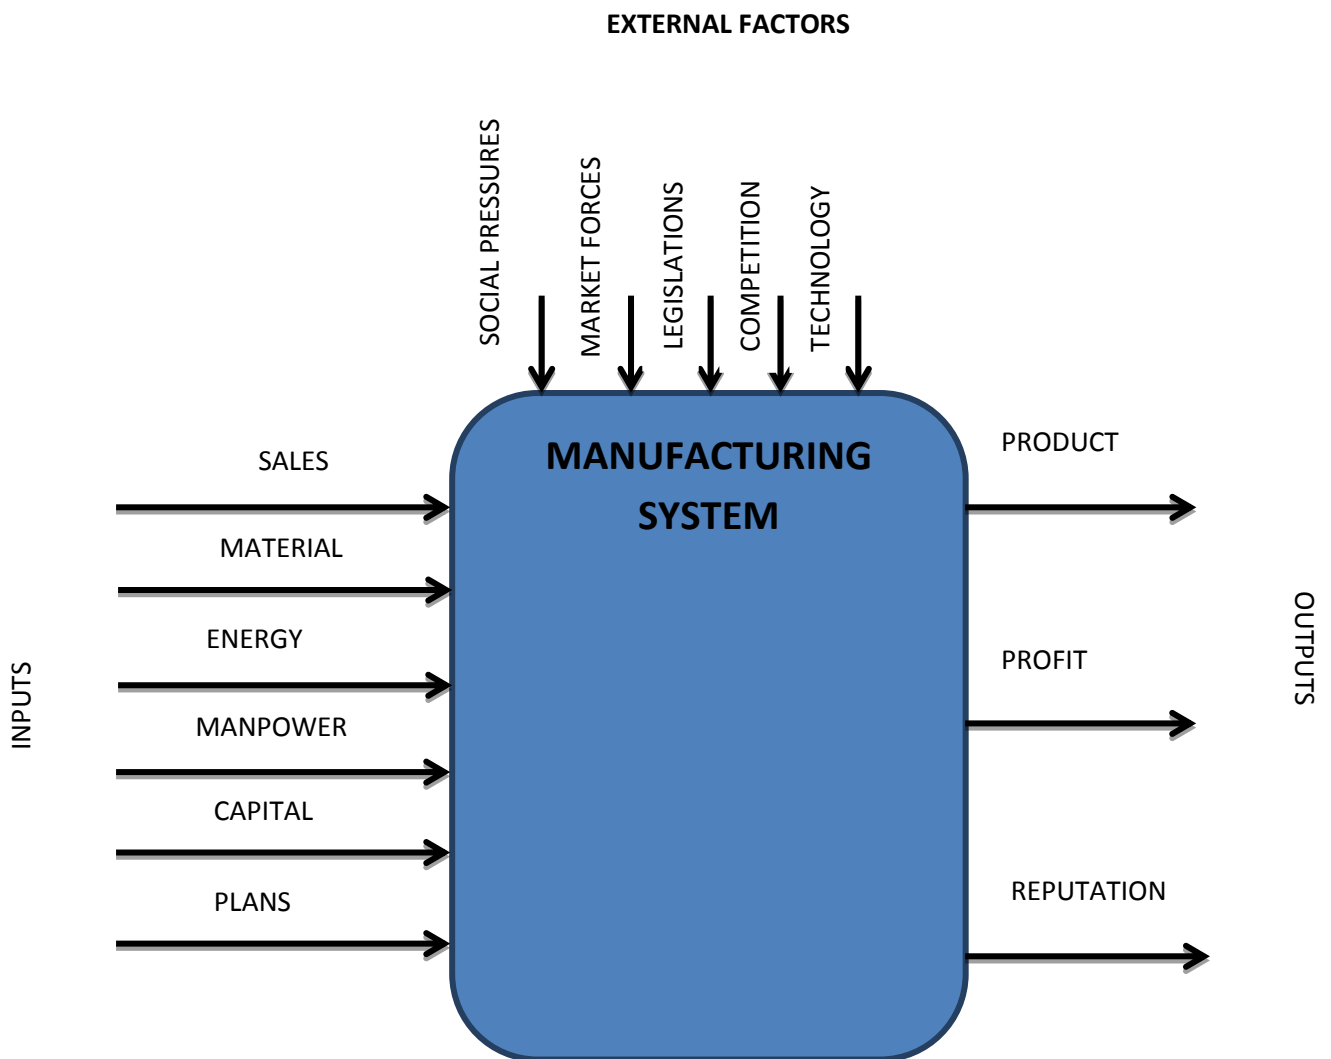 EXTERNAL FACTORS
SOCIAL PRESSURES
MARKET FORCES
LEGISLATIONS
COMPETITION
TECHNOLOGY
MANUFACTURING
SYSTEM
INPUTS
SALES
MATERIAL
ENERGY
MANPOWER
CAPITAL
PLANS
PRODUCT
PROFIT
REPUTATION
OUTPUTS